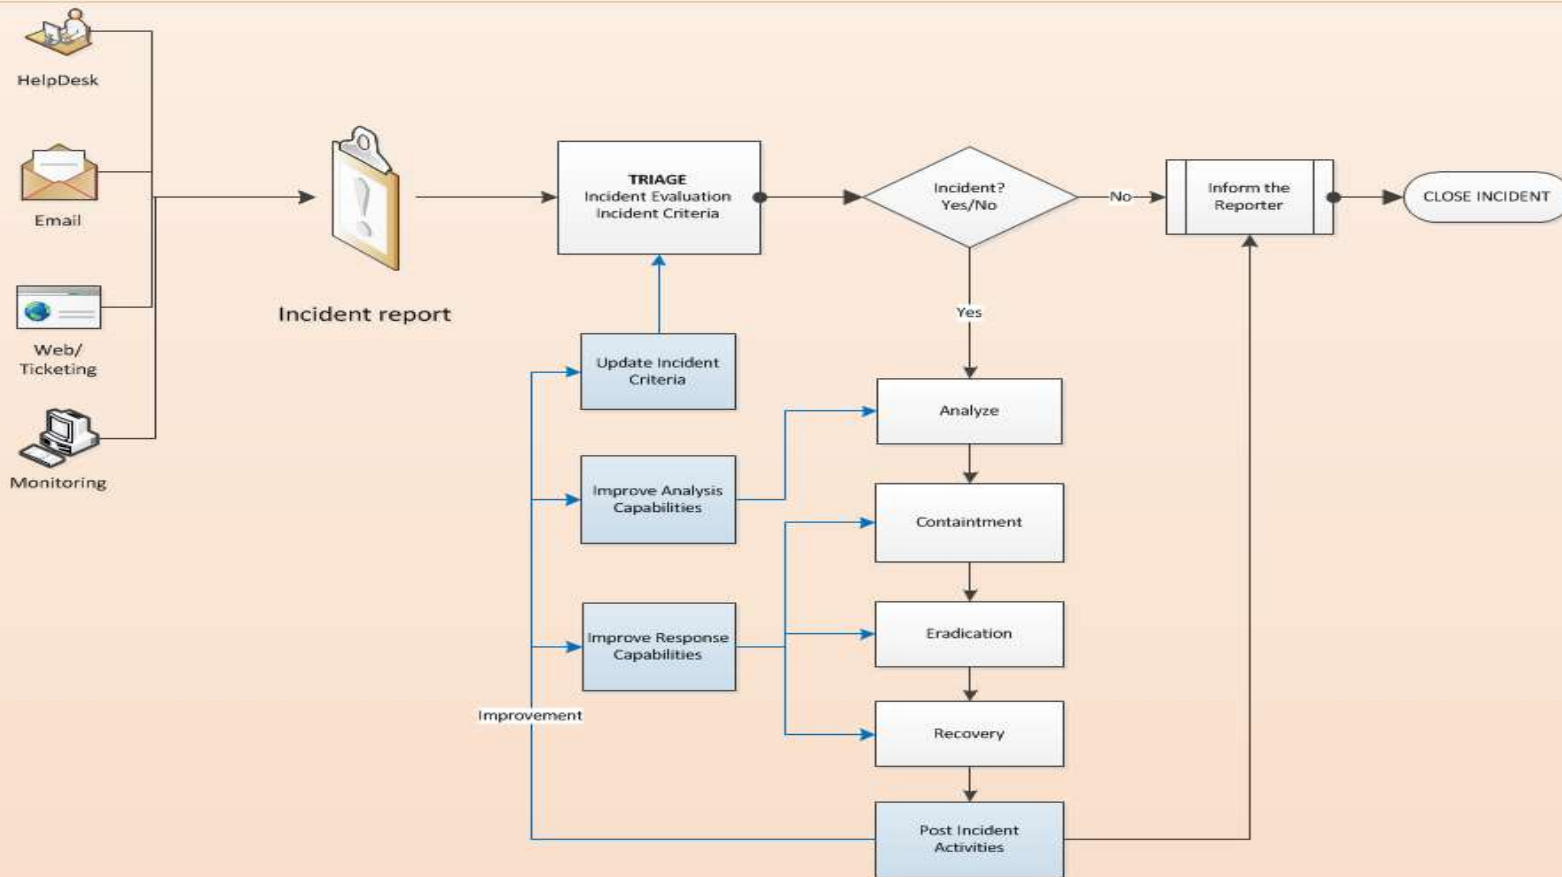 HelpDesk
Email
Web/
Ticketing
Monitoring
Incident report
TRIAGE
Incident Evaluation
Incident Criteria
Incident?
Yes/No
No
Inform the
Reporter
CLOSE INCIDENT
Yes
Update Incident
Criteria
Analyze
Improve Analysis
Capabilities
Containtment
Improve Response
Capabilities
Eradication
Improvement
Recovery
Post Incident
Activities